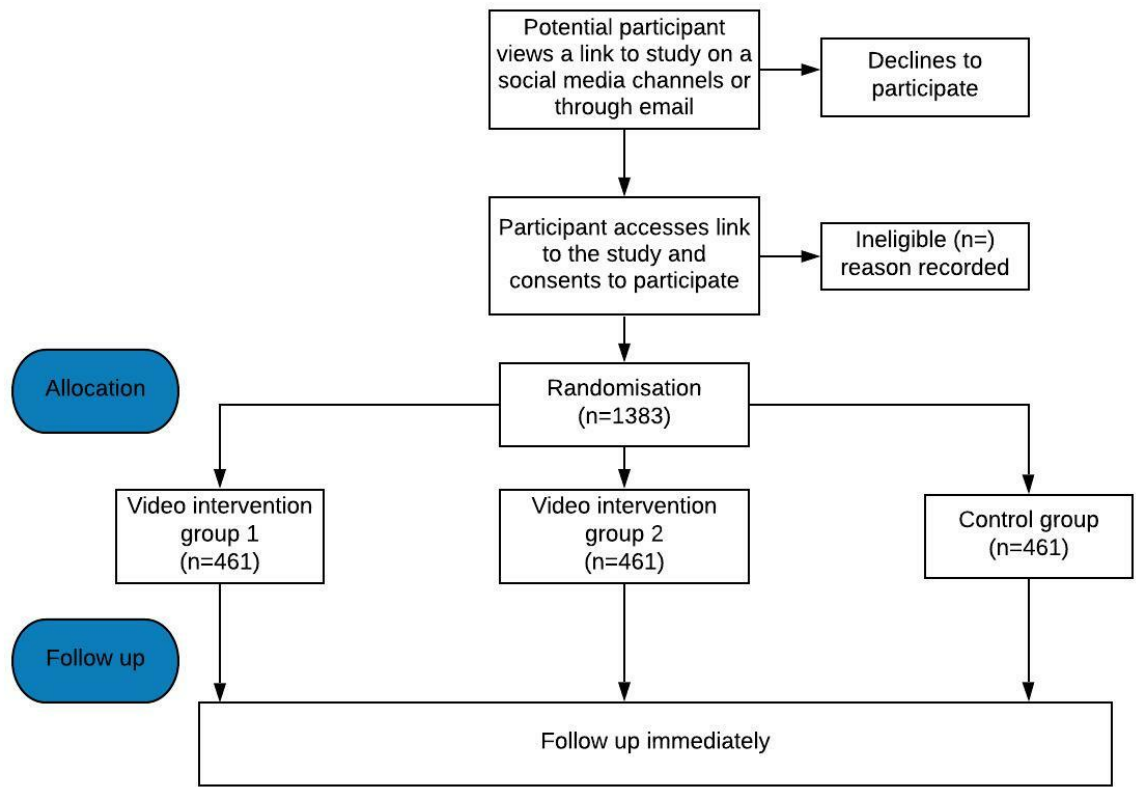 Potential participant
views a link to study on a
social media channels or
through email
Declines to
participate
Participant accesses link
to the study and
consents to participate
Ineligible (n=)
reason recorded
Allocation
Randomisation
(n=1383)
Video intervention
group 1
(n=461)
Video intervention
group 2
(n=461)
Control group
(n=461)
Follow up
Follow up immediately